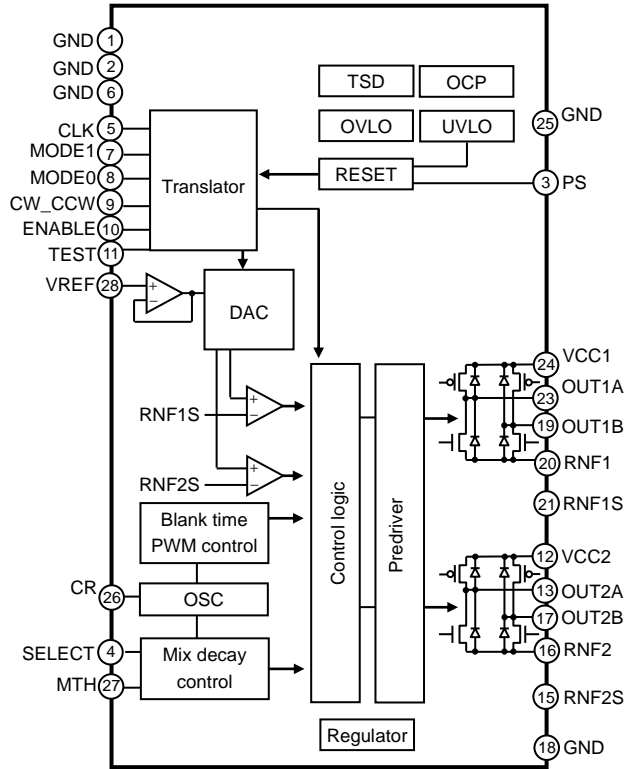 GND 1
GND 2
GND 6
CLK 5
MODE1 7
MODE0 8
CW_CCW 9
ENABLE 10
TEST 11
VREF 28
Translator
TSD
OCP
OVLO
UVLO
RESET
25 GND
3 PS
+
−
DAC
+
−
RNF1S
+
−
RNF2S
Blank time
PWM control
CR 26
OSC
SELECT 4
MTH 27
Mix decay
control
Control logic
Predriver
24 VCC1
23 OUT1A
19 OUT1B
20 RNF1
21 RNF1S
12 VCC2
13 OUT2A
17 OUT2B
16 RNF2
15 RNF2S
18 GND
Regulator